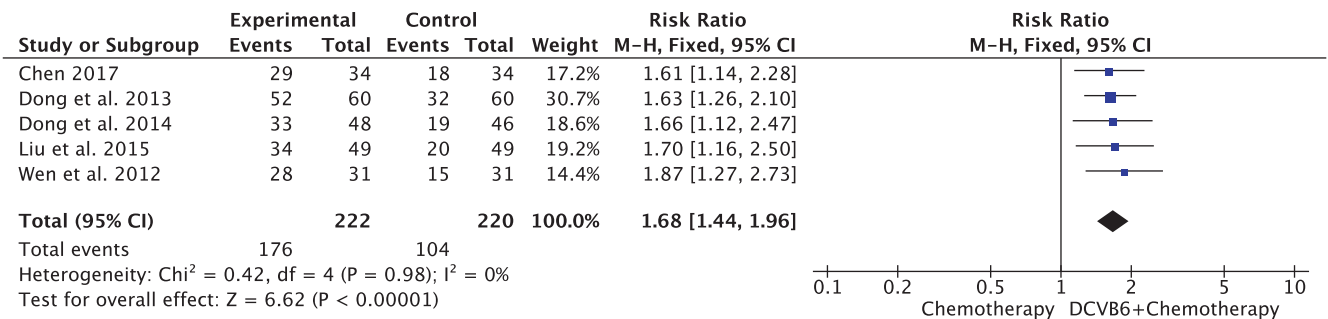 Experimental Control Risk Ratio Risk Ratio
Study or Subgroup Events Total Events Total Weight M-H, Fixed, 95% CI M-H, Fixed, 95% CI
Chen 2017 29 34 18 34 17.2% 1.61 [1.14, 2.28]
Dong et al. 2013 52 60 32 60 30.7% 1.63 [1.26, 2.10]
Dong et al. 2014 33 48 19 46 18.6% 1.66 [1.12, 2.47]
Liu et al. 2015 34 49 20 49 19.2% 1.70 [1.16, 2.50]
Wen et al. 2012 28 31 15 31 14.4% 1.87 [1.27, 2.73]
Total (95% CI) 222 220 100.0% 1.68 [1.44, 1.96]
Total events 176 104
Heterogeneity: Chi² = 0.42, df = 4 (P = 0.98); I² = 0%
Test for overall effect: Z = 6.62 (P < 0.00001)
0.1 0.2 0.5 1 2 5 10
Chemotherapy DCVB6+Chemotherapy